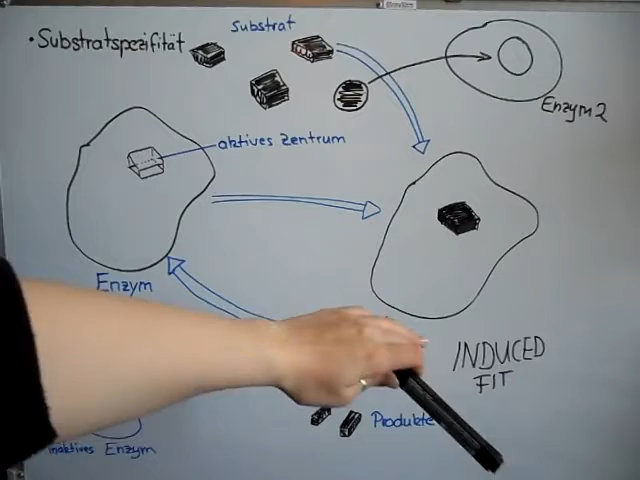 • Substratspezifität
Substrat
Enzym 2
aktives Zentrum
Enzym
INDUCED
FIT
Produkte
inaktives Enzym